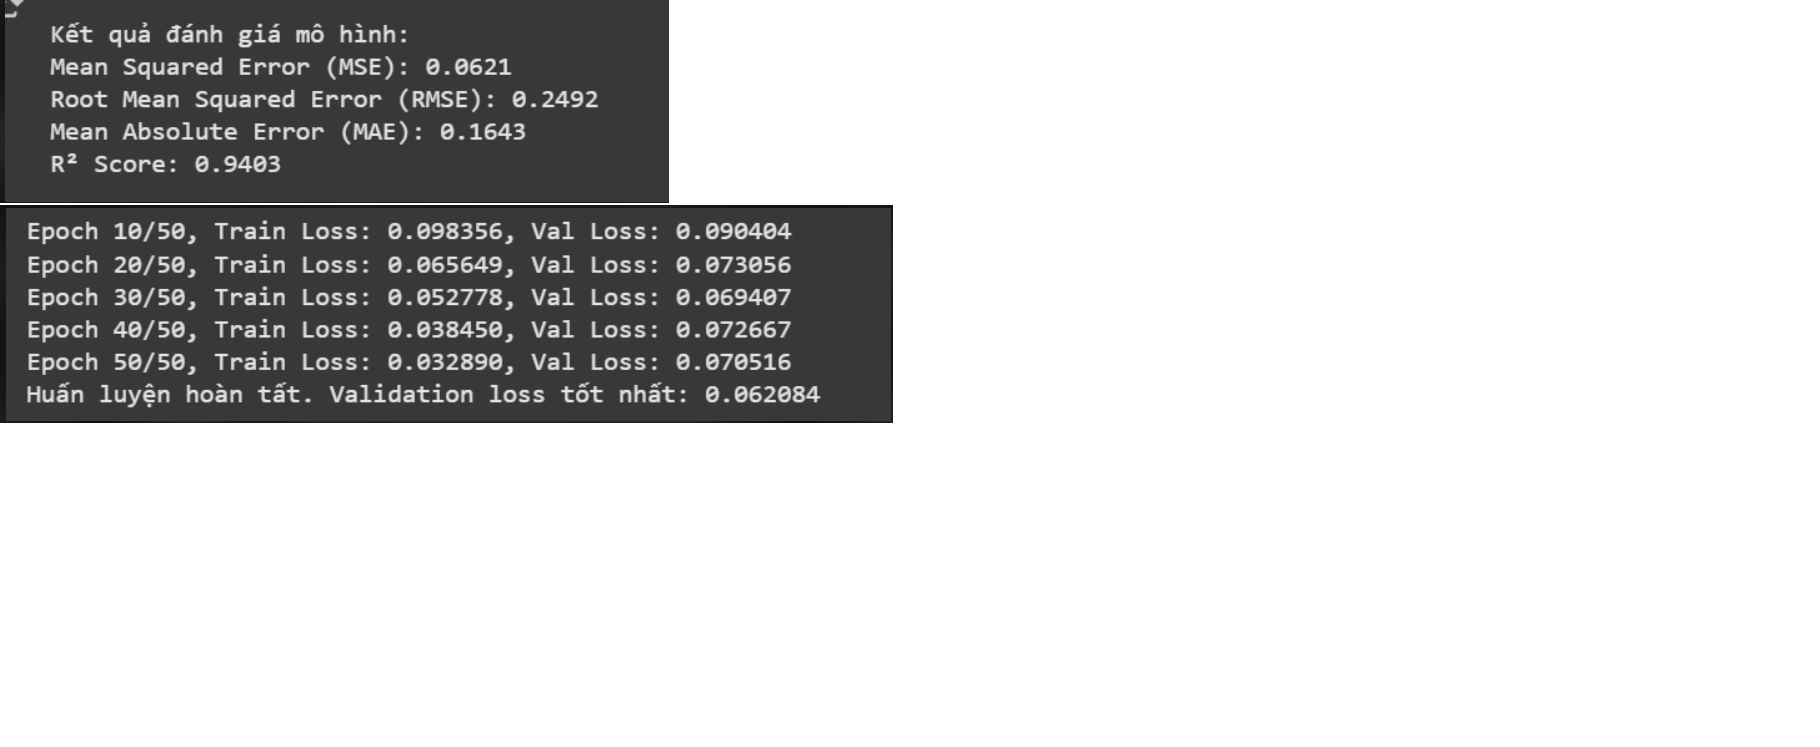 Kết quả đánh giá mô hình:
Mean Squared Error (MSE): 0.0621
Root Mean Squared Error (RMSE): 0.2492
Mean Absolute Error (MAE): 0.1643
R² Score: 0.9403
Epoch 10/50, Train Loss: 0.098356, Val Loss: 0.090404
Epoch 20/50, Train Loss: 0.065649, Val Loss: 0.073056
Epoch 30/50, Train Loss: 0.052778, Val Loss: 0.069407
Epoch 40/50, Train Loss: 0.038450, Val Loss: 0.072667
Epoch 50/50, Train Loss: 0.032890, Val Loss: 0.070516
Huấn luyện hoàn tất. Validation loss tốt nhất: 0.062084